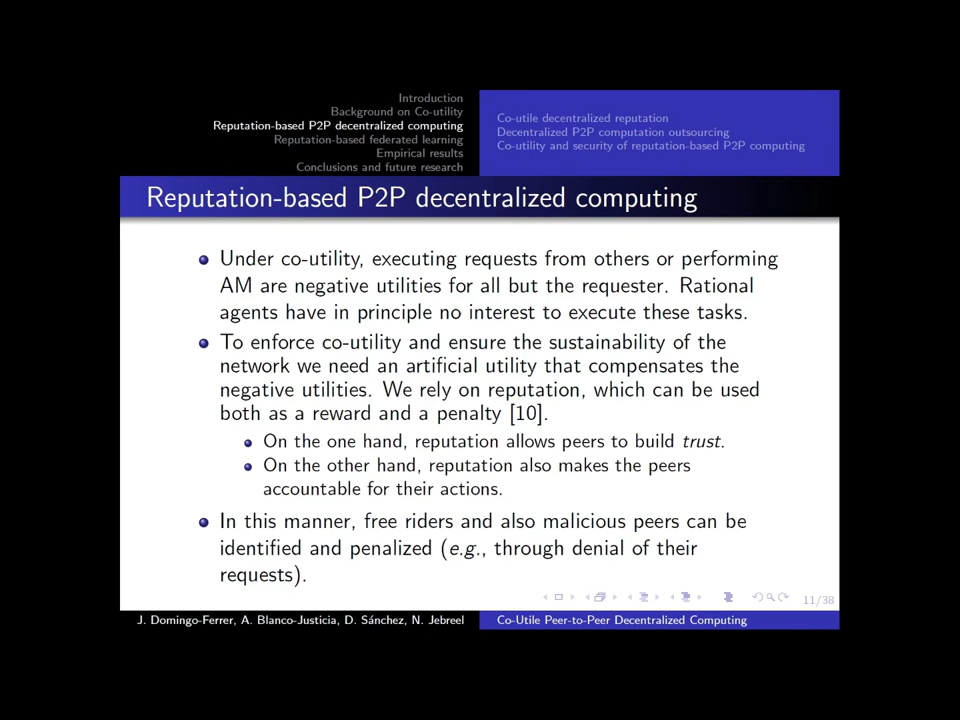 Introduction
Background on Co-utility
Reputation-based P2P decentralized computing
Reputation-based federated learning
Empirical results
Conclusions and future research
Co-utile decentralized reputation
Decentralized P2P computation outsourcing
Co-utility and security of reputation-based P2P computing
Reputation-based P2P decentralized computing
Under co-utility, executing requests from others or performing
AM are negative utilities for all but the requester. Rational
agents have in principle no interest to execute these tasks.
To enforce co-utility and ensure the sustainability of the
network we need an artificial utility that compensates the
negative utilities. We rely on reputation, which can be used
both as a reward and a penalty [10].
On the one hand, reputation allows peers to build trust.
On the other hand, reputation also makes the peers
accountable for their actions.
In this manner, free riders and also malicious peers can be
identified and penalized (e.g., through denial of their
requests).
11/38
J. Domingo-Ferrer, A. Blanco-Justicia, D. Sánchez, N. Jebreel
Co-Utile Peer-to-Peer Decentralized Computing